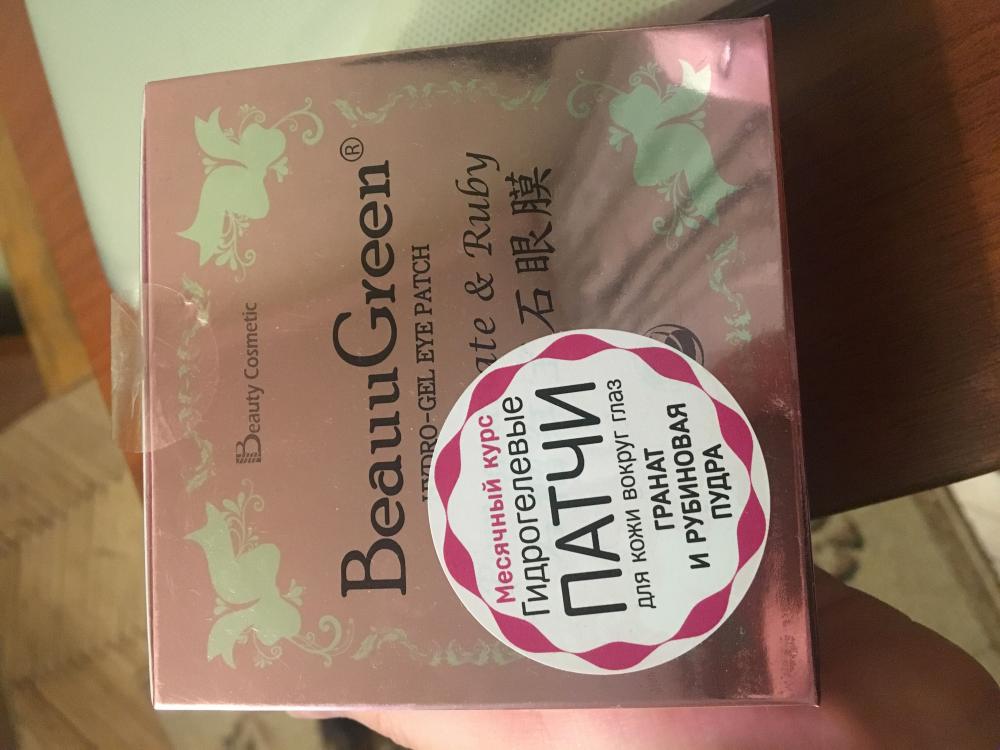 Beauty Cosmetic
BeauuGreen®
HYDRO-GEL EYE PATCH
& Ruby
石眼膜
Месячный курс
Гидрогелевые
ПАТЧИ
для кожи вокруг глаз
ГРАНАТ
И РУБИНОВАЯ
ПУДРА